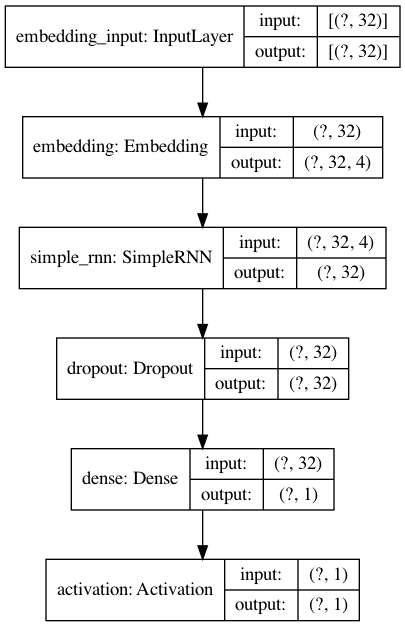 embedding_input: InputLayer
input: [(?, 32)]
output: [(?, 32)]
embedding: Embedding
input: (?, 32)
output: (?, 32, 4)
simple_rnn: SimpleRNN
input: (?, 32, 4)
output: (?, 32)
dropout: Dropout
input: (?, 32)
output: (?, 32)
dense: Dense
input: (?, 32)
output: (?, 1)
activation: Activation
input: (?, 1)
output: (?, 1)